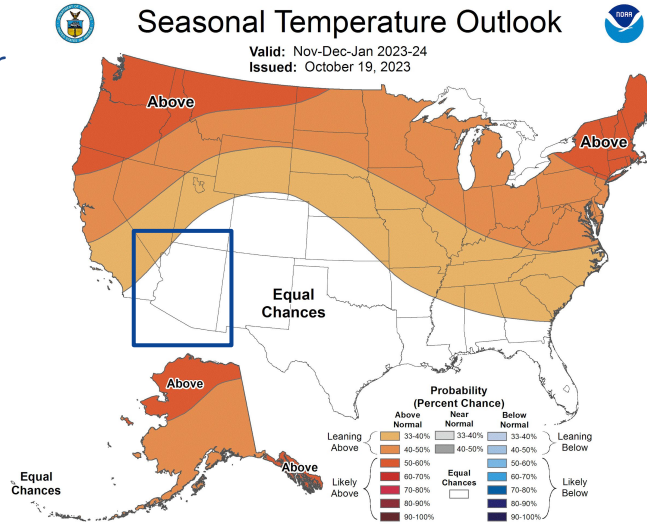 Seasonal Temperature Outlook
NOAA
Valid: Nov-Dec-Jan 2023-24
Issued: October 19, 2023
Above
Above
Equal
Chances
Above
Above
Equal
Chances
Probability
(Percent Chance)
Above
Normal
Near
Normal
Below
Normal
Leaning
Above
33-40%
33-40%
33-40%
Leaning
Below
40-50%
40-50%
40-50%
Likely
Above
50-60%
60-70%
70-80%
80-90%
90-100%
Equal
Chances
50-60%
60-70%
70-80%
80-90%
90-100%
Likely
Below